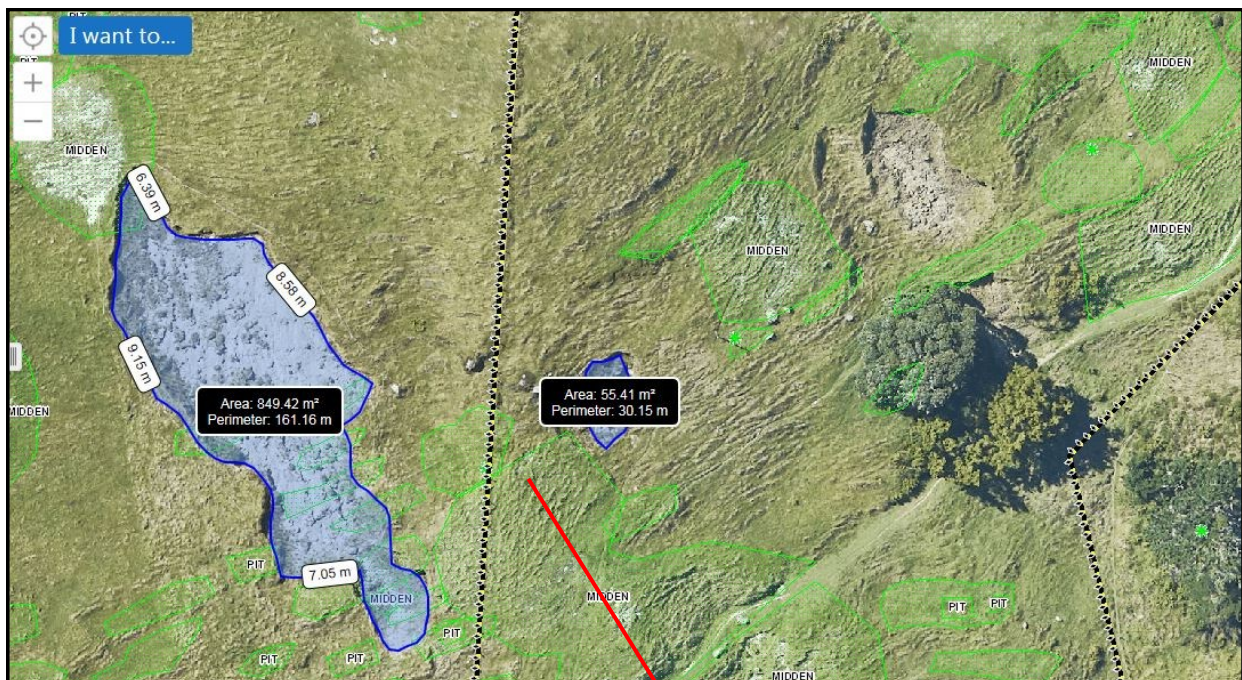 PIT
I want to...
PIT
+
−
MIDDEN
MIDDEN
6.39 m
MIDDEN
MIDDEN
8.58 m
9.15 m
Area: 849.42 m²
Perimeter: 161.16 m
Area: 55.41 m²
Perimeter: 30.15 m
MIDDEN
PIT
7.05 m
MIDDEN
MIDDEN
PIT
PIT
PIT
PIT
PIT
MIDDEN